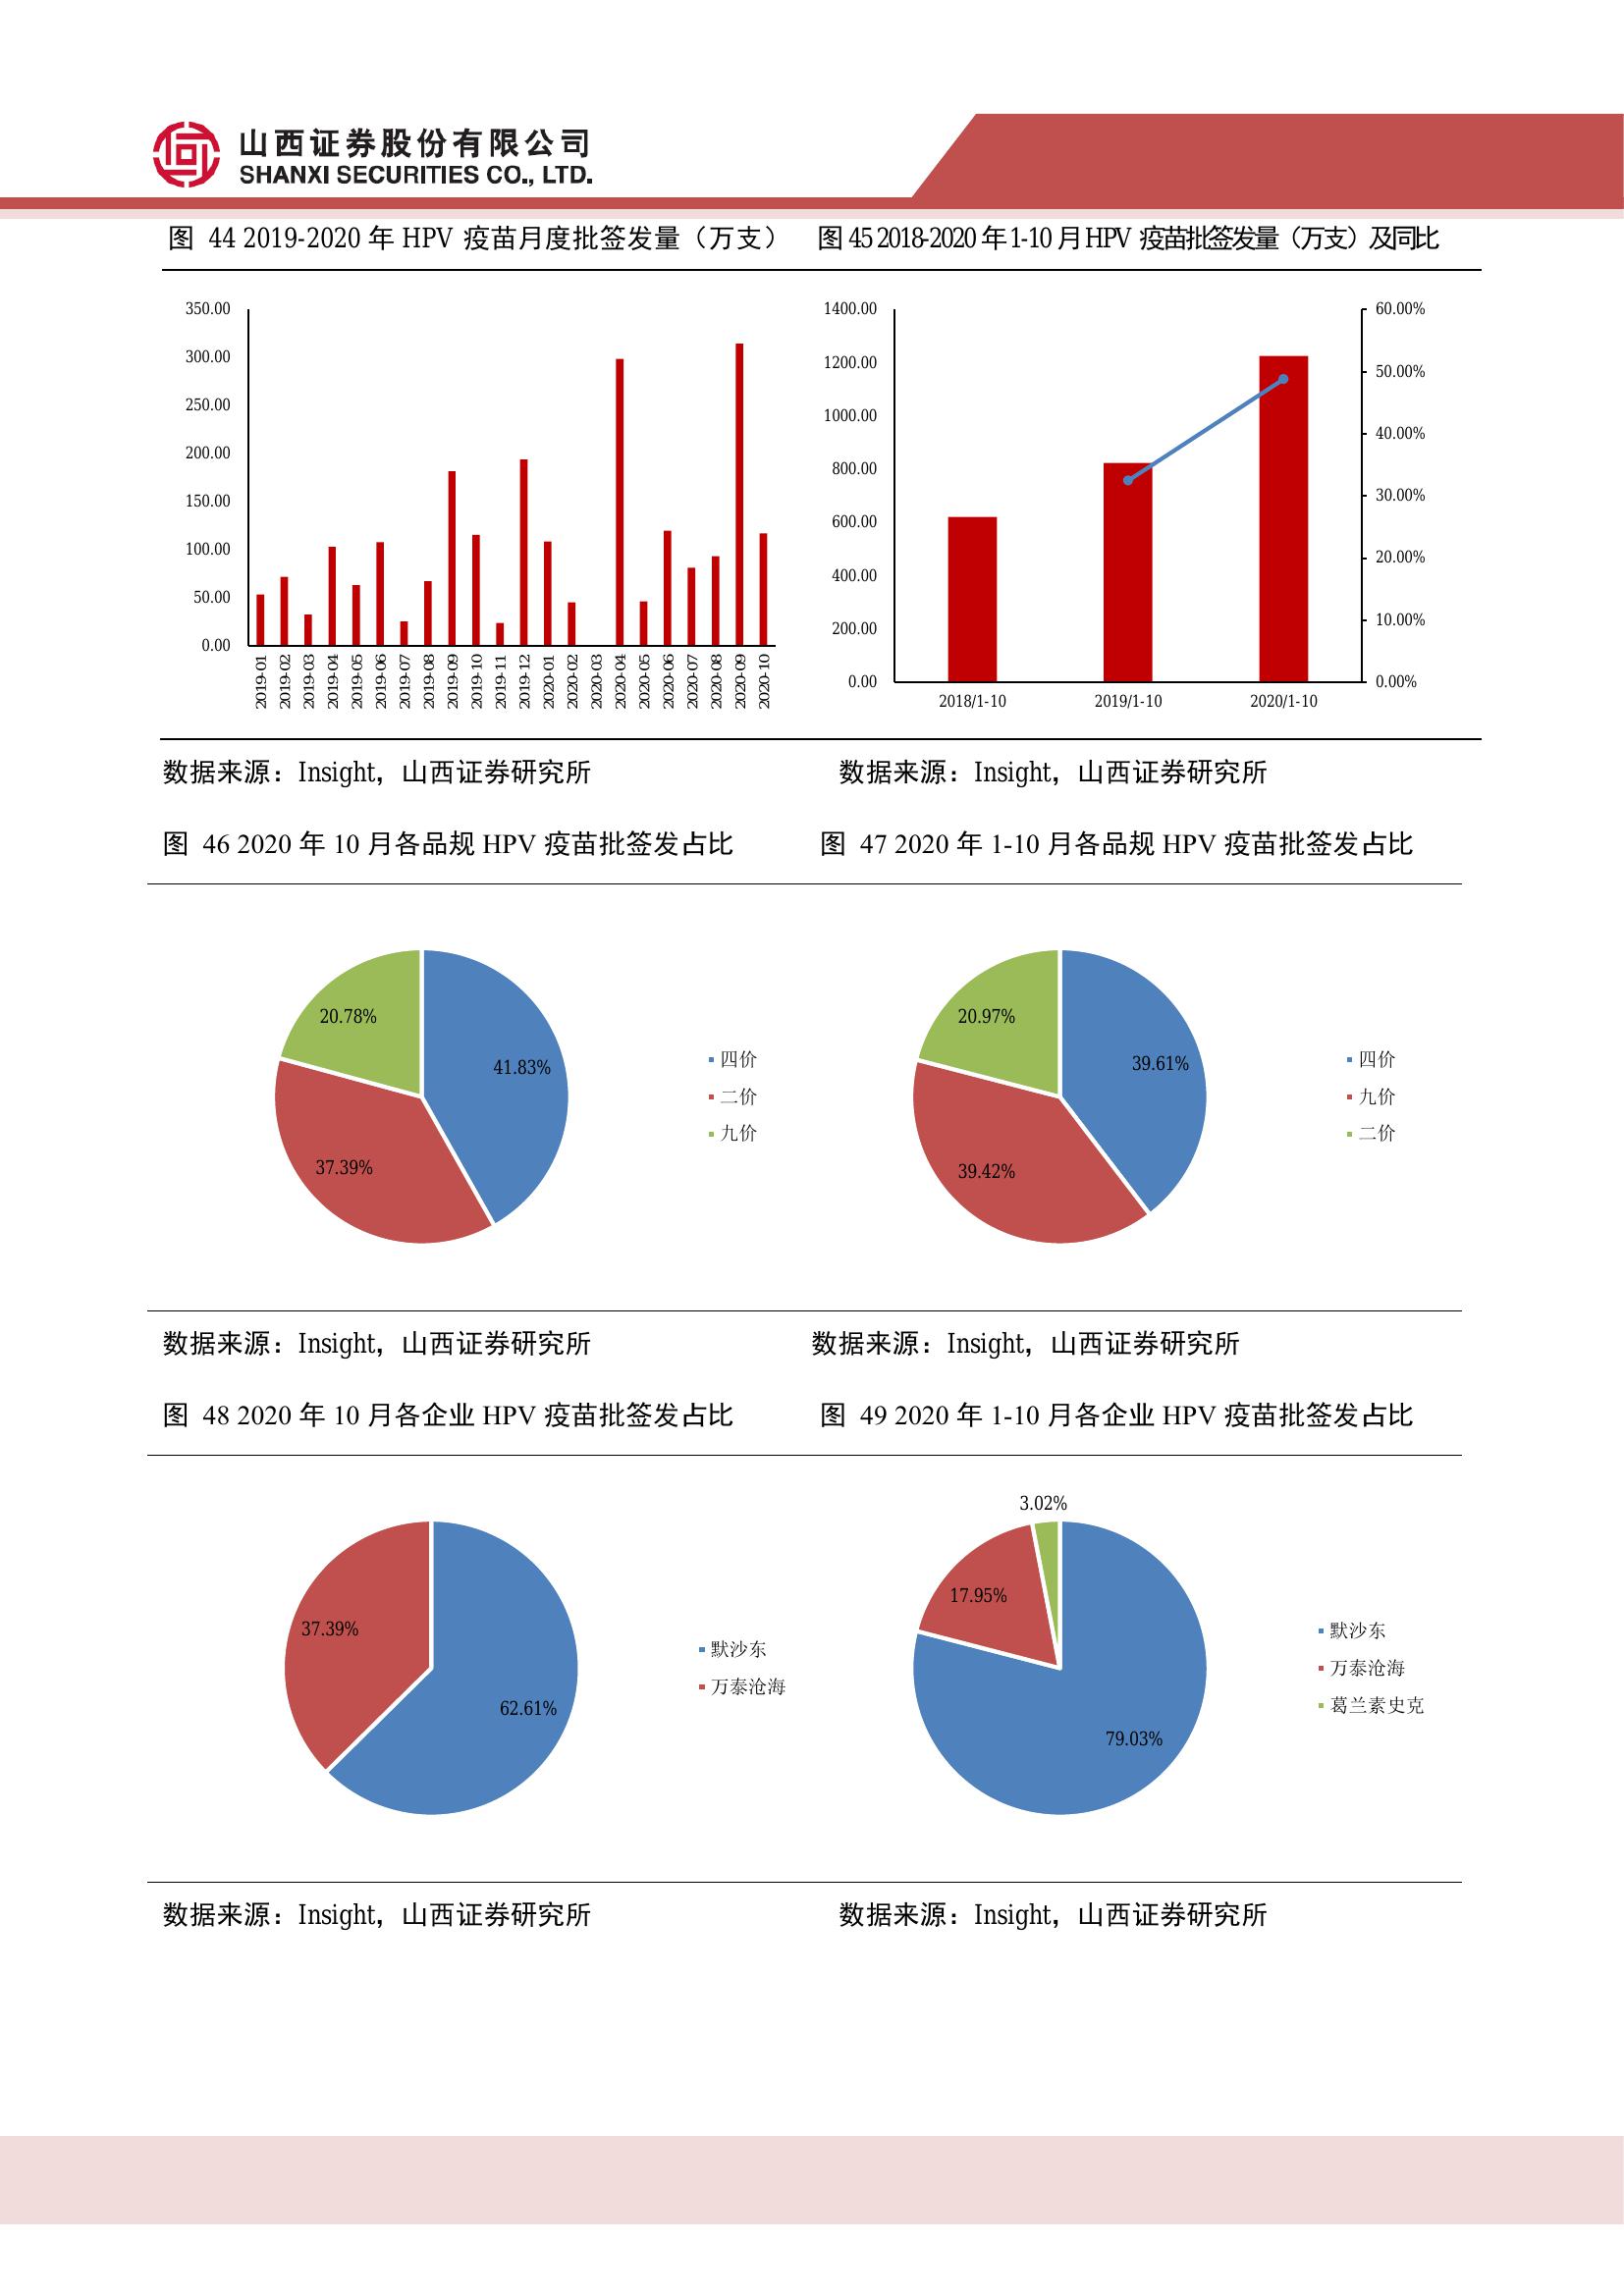 山西证券股份有限公司
SHANXI SECURITIES CO., LTD.
图 44 2019-2020 年 HPV 疫苗月度批签发量（万支）
图 45 2018-2020 年 1-10 月 HPV 疫苗批签发量（万支）及同比
350.00
300.00
250.00
200.00
150.00
100.00
50.00
0.00
2019-01
2019-02
2019-03
2019-04
2019-05
2019-06
2019-07
2019-08
2019-09
2019-10
2019-11
2019-12
2020-01
2020-02
2020-03
2020-04
2020-05
2020-06
2020-07
2020-08
2020-09
2020-10
1400.00
1200.00
1000.00
800.00
600.00
400.00
200.00
0.00
60.00%
50.00%
40.00%
30.00%
20.00%
10.00%
0.00%
2018/1-10
2019/1-10
2020/1-10
数据来源：Insight，山西证券研究所
数据来源：Insight，山西证券研究所
图 46 2020 年 10 月各品规 HPV 疫苗批签发占比
图 47 2020 年 1-10 月各品规 HPV 疫苗批签发占比
20.78%
41.83%
37.39%
四价
二价
九价
20.97%
39.61%
39.42%
四价
九价
二价
数据来源：Insight，山西证券研究所
数据来源：Insight，山西证券研究所
图 48 2020 年 10 月各企业 HPV 疫苗批签发占比
图 49 2020 年 1-10 月各企业 HPV 疫苗批签发占比
37.39%
62.61%
默沙东
万泰沧海
3.02%
17.95%
79.03%
默沙东
万泰沧海
葛兰素史克
数据来源：Insight，山西证券研究所
数据来源：Insight，山西证券研究所